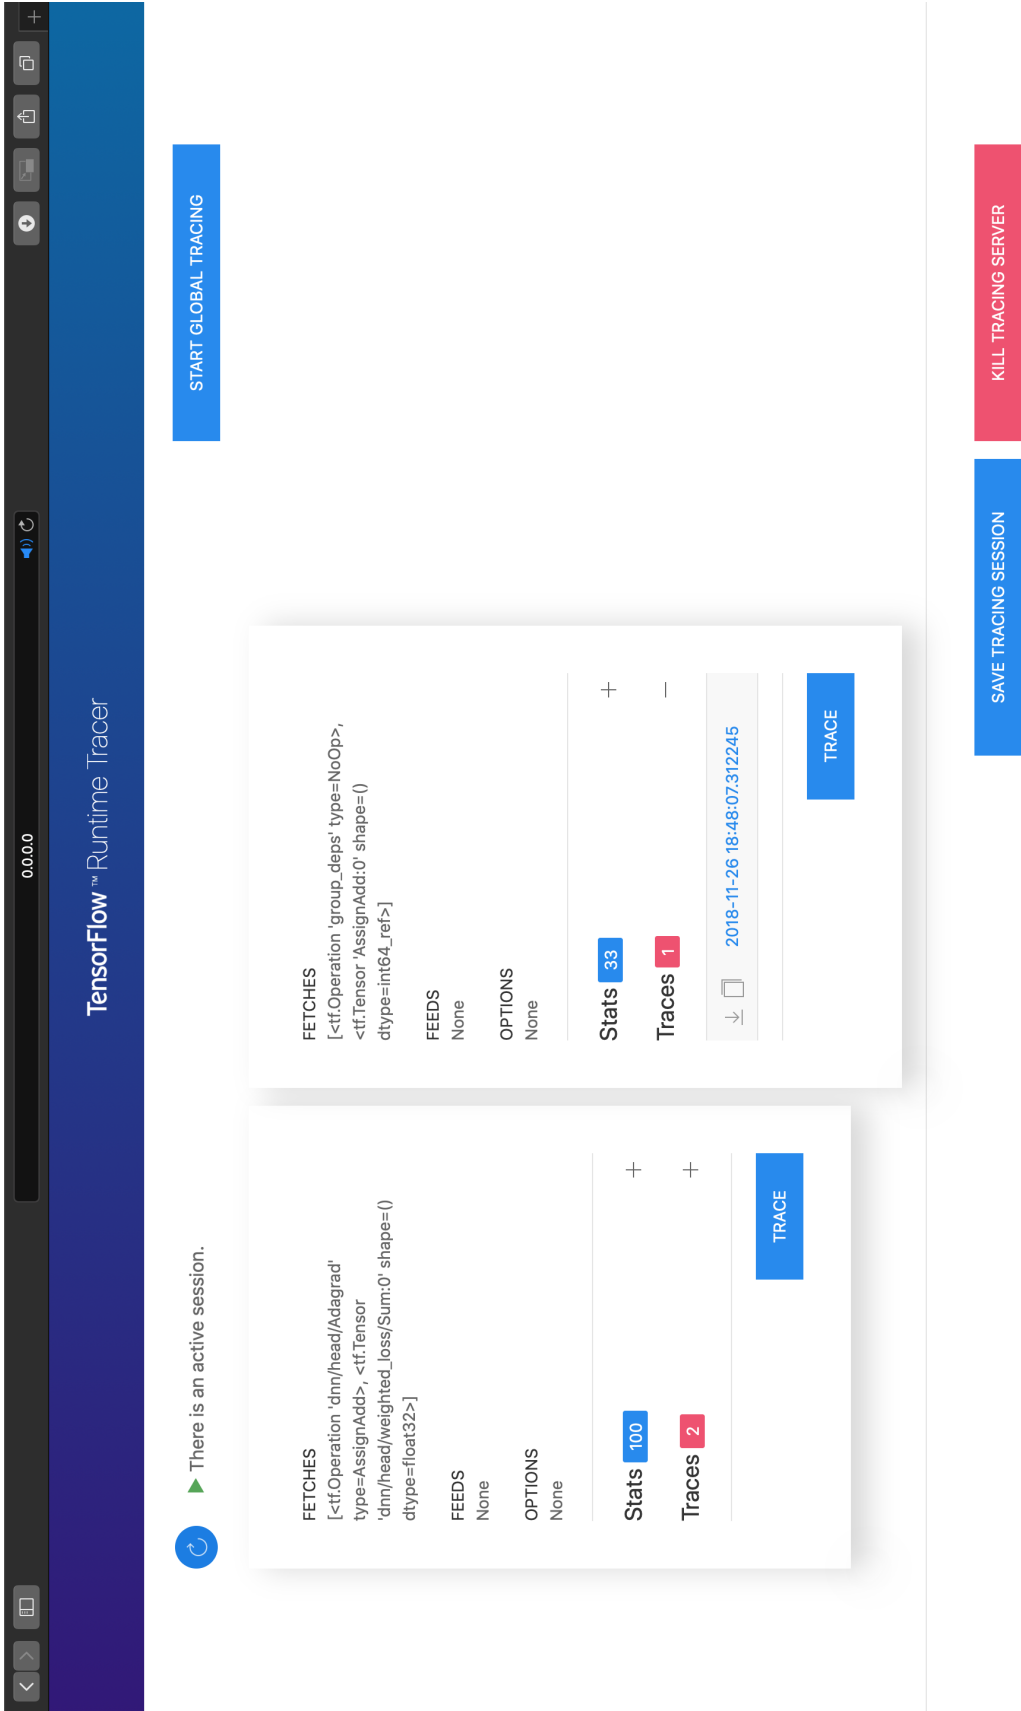 0.0.0.0
TensorFlow™ Runtime Tracer
There is an active session.
START GLOBAL TRACING
FETCHES
[<tf.Operation 'dnn/head/Adagrad'
type=AssignAdd>, <tf.Tensor
'dnn/head/weighted_loss/Sum:0' shape=()
dtype=float32>]
FEEDS
None
OPTIONS
None
Stats 100
Traces 2
TRACE
FETCHES
[<tf.Operation 'group_deps' type=NoOp>,
<tf.Tensor 'AssignAdd:0' shape=()
dtype=int64_ref>]
FEEDS
None
OPTIONS
None
Stats 33
Traces 1
2018-11-26 18:48:07.312245
TRACE
SAVE TRACING SESSION
KILL TRACING SERVER